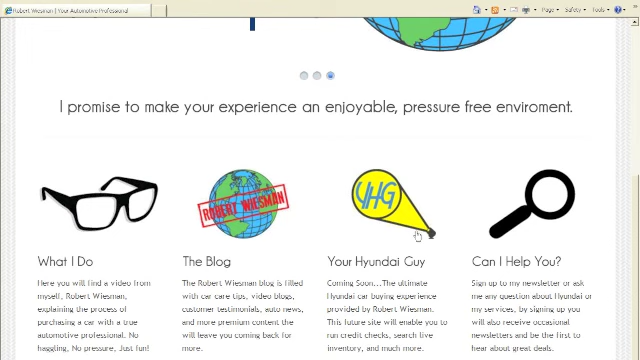 Robert Wiesman | Your Automotive Professional
Page
Safety
Tools
I promise to make your experience an enjoyable, pressure free enviroment.
ROBERT WIESMAN
YHG
What I Do
Here you will find a video from
myself, Robert Wiesman,
explaining the process of
purchasing a car with a true
automotive professional. No
haggling, No pressure, Just fun!
The Blog
The Robert Wiesman blog is filled
with car care tips, video blogs,
customer testimonials, auto news,
and more premium content the
will leave you coming back for
more.
Your Hyundai Guy
Coming Soon...The ultimate
Hyundai car buying experience
provided by Robert Wiesman.
This future site will enable you to
run credit checks, search live
inventory, and much more.
Can I Help You?
Sign up to my newsletter or ask
me any question about Hyundai or
my services, by signing up you
will also receive occasional
newsletters and be the first to
hear about great deals.